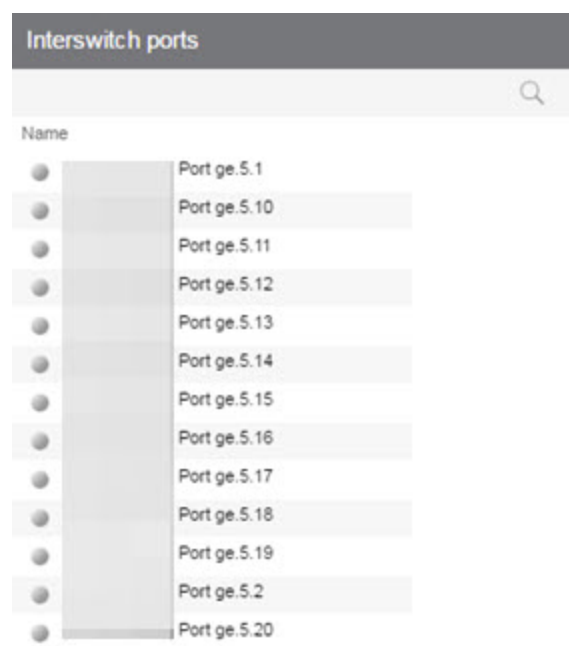 Interswitch ports
Name
Port ge.5.1
Port ge.5.10
Port ge.5.11
Port ge.5.12
Port ge.5.13
Port ge.5.14
Port ge.5.15
Port ge.5.16
Port ge.5.17
Port ge.5.18
Port ge.5.19
Port ge.5.2
Port ge.5.20